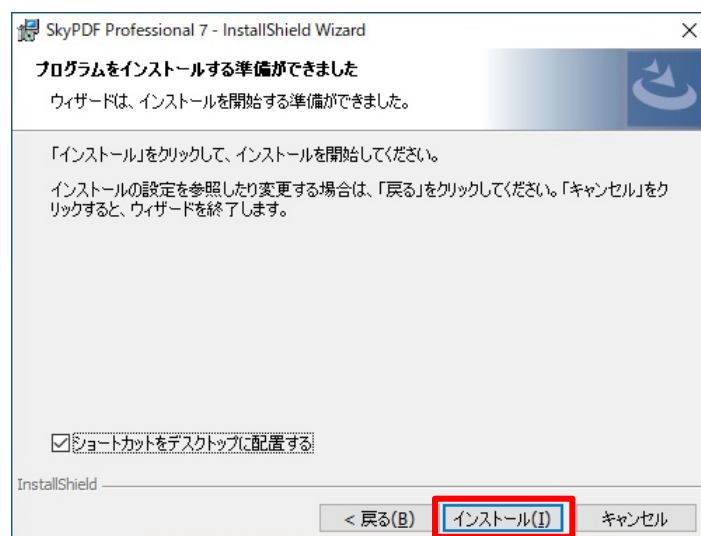 SkyPDF Professional 7 - InstallShield Wizard
プログラムをインストールする準備ができました
ウィザードは、インストールを開始する準備ができました。
「インストール」をクリックして、インストールを開始してください。
インストールの設定を参照したり変更する場合は、「戻る」をクリックしてください。「キャンセル」をク
リックすると、ウィザードを終了します。
ショートカットをデスクトップに配置する
InstallShield
< 戻る(B) インストール(I) キャンセル